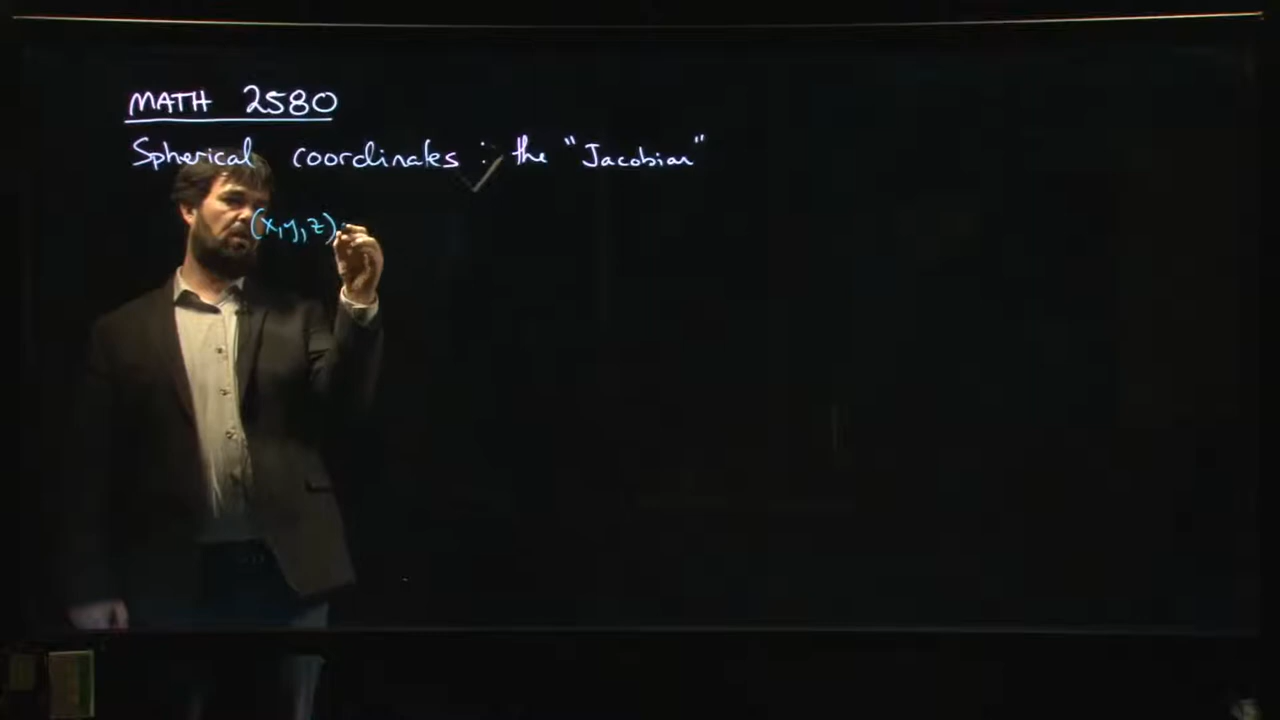 MATH 2580
Spherical coordinates : the "Jacobian"
(x,y,z)